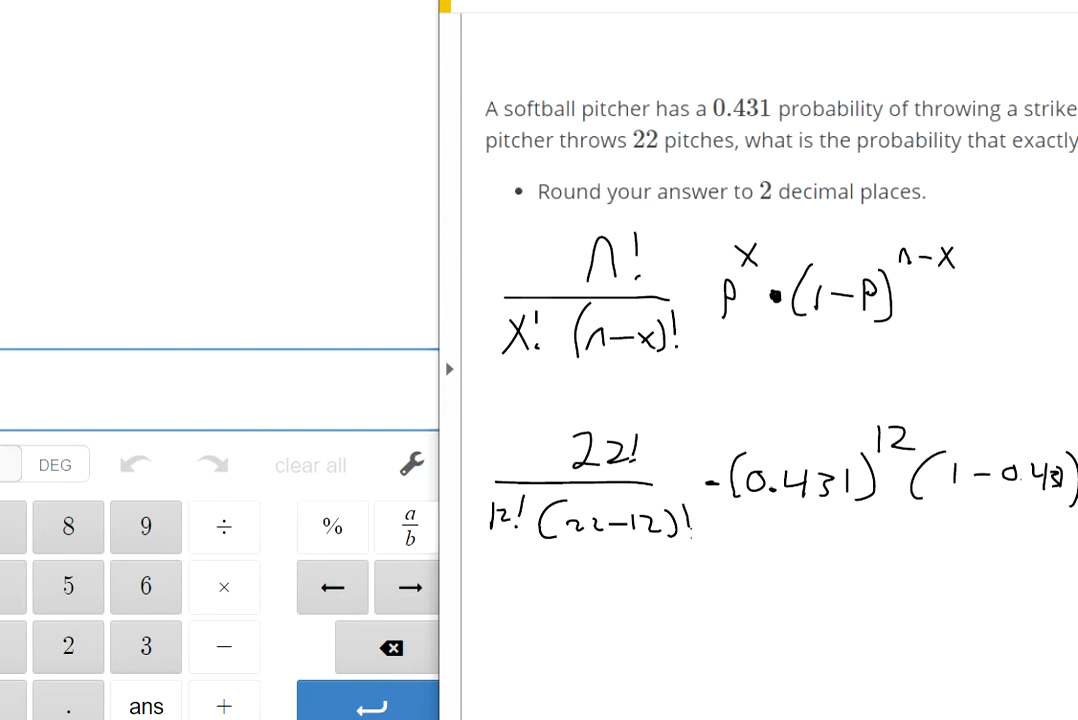 A softball pitcher has a 0.431 probability of throwing a strike
pitcher throws 22 pitches, what is the probability that exactly
• Round your answer to 2 decimal places.
n!
x! (n-x)!
p^x • (1-p)^n-x
22!
12! (22-12)!
-(0.431)^12 (1-0.431)
DEG
clear all
8 9 ÷ % a/b
5 6 × ← →
2 3 −
. ans +